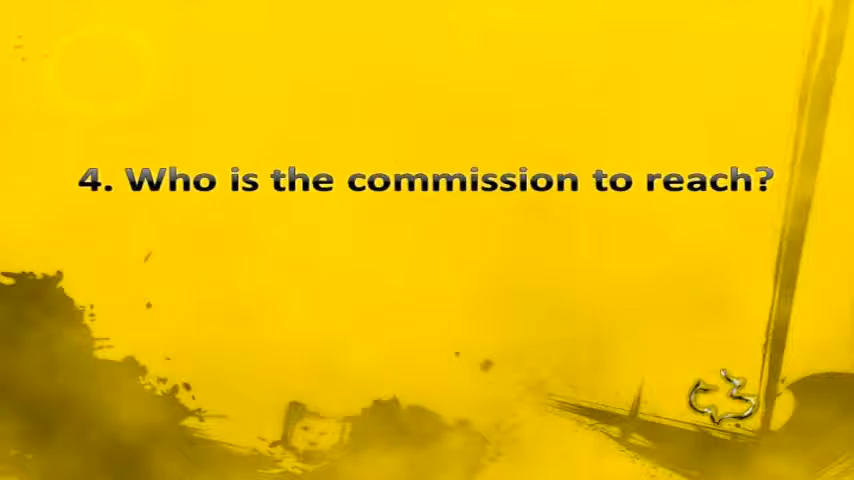 4. Who is the commission to reach?